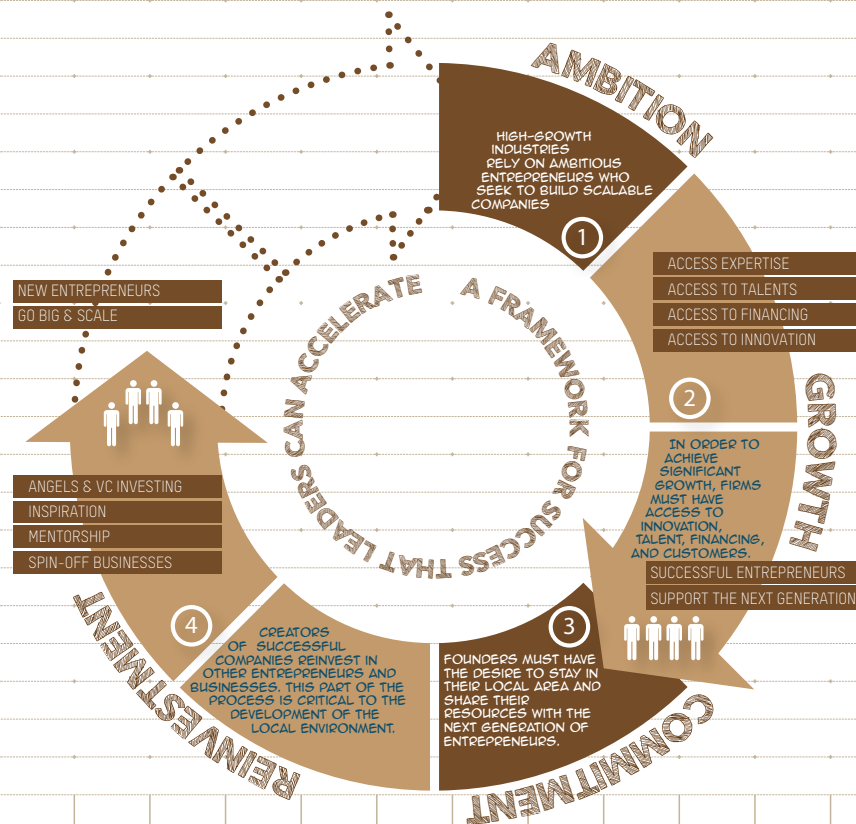 AMBITION
HIGH-GROWTH
INDUSTRIES
RELY ON AMBITIOUS
ENTREPRENEURS WHO
SEEK TO BUILD SCALABLE
COMPANIES
1
ACCESS EXPERTISE
ACCESS TO TALENTS
ACCESS TO FINANCING
ACCESS TO INNOVATION
2
GROWTH
IN ORDER TO
ACHIEVE
SIGNIFICANT
GROWTH, FIRMS
MUST HAVE
ACCESS TO
INNOVATION,
TALENT, FINANCING,
AND CUSTOMERS.
SUCCESSFUL ENTREPRENEURS
SUPPORT THE NEXT GENERATION
3
FOUNDERS MUST HAVE
THE DESIRE TO STAY IN
THEIR LOCAL AREA AND
SHARE THEIR
RESOURCES WITH THE
NEXT GENERATION OF
ENTREPRENEURS.
COMMITMENT
4
CREATORS
OF SUCCESSFUL
COMPANIES REINVEST IN
OTHER ENTREPRENEURS AND
BUSINESSES. THIS PART OF THE
PROCESS IS CRITICAL TO THE
DEVELOPMENT OF THE
LOCAL ENVIRONMENT.
REINVESTMENT
ANGELS & VC INVESTING
INSPIRATION
MENTORSHIP
SPIN-OFF BUSINESSES
NEW ENTREPRENEURS
GO BIG & SCALE
A FRAMEWORK FOR SUCCESS THAT LEADERS CAN ACCELERATE